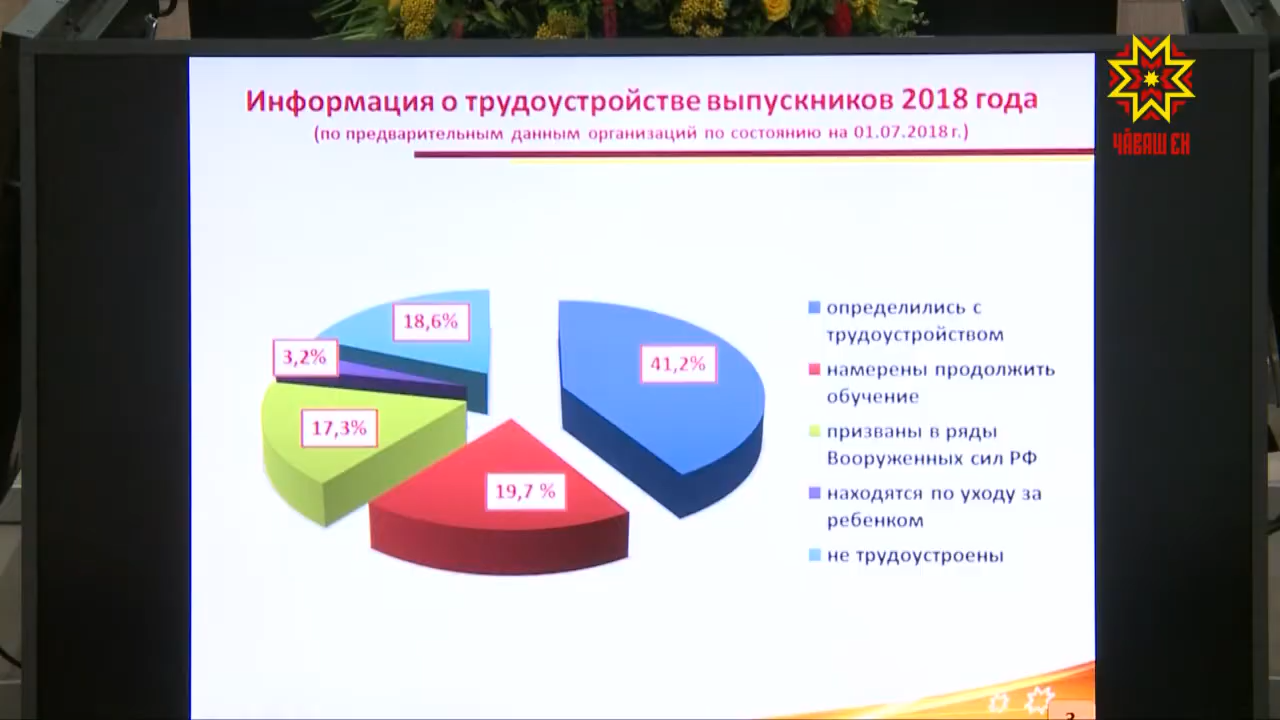 Информация о трудоустройстве выпускников 2018 года
(по предварительным данным организаций по состоянию на 01.07.2018 г.)
ЧӐВАШ ЕН
18,6%
3,2%
41,2%
17,3%
19,7 %
определились с
трудоустройством
намерены продолжить
обучение
призваны в ряды
Вооруженных сил РФ
находятся по уходу за
ребенком
не трудоустроены